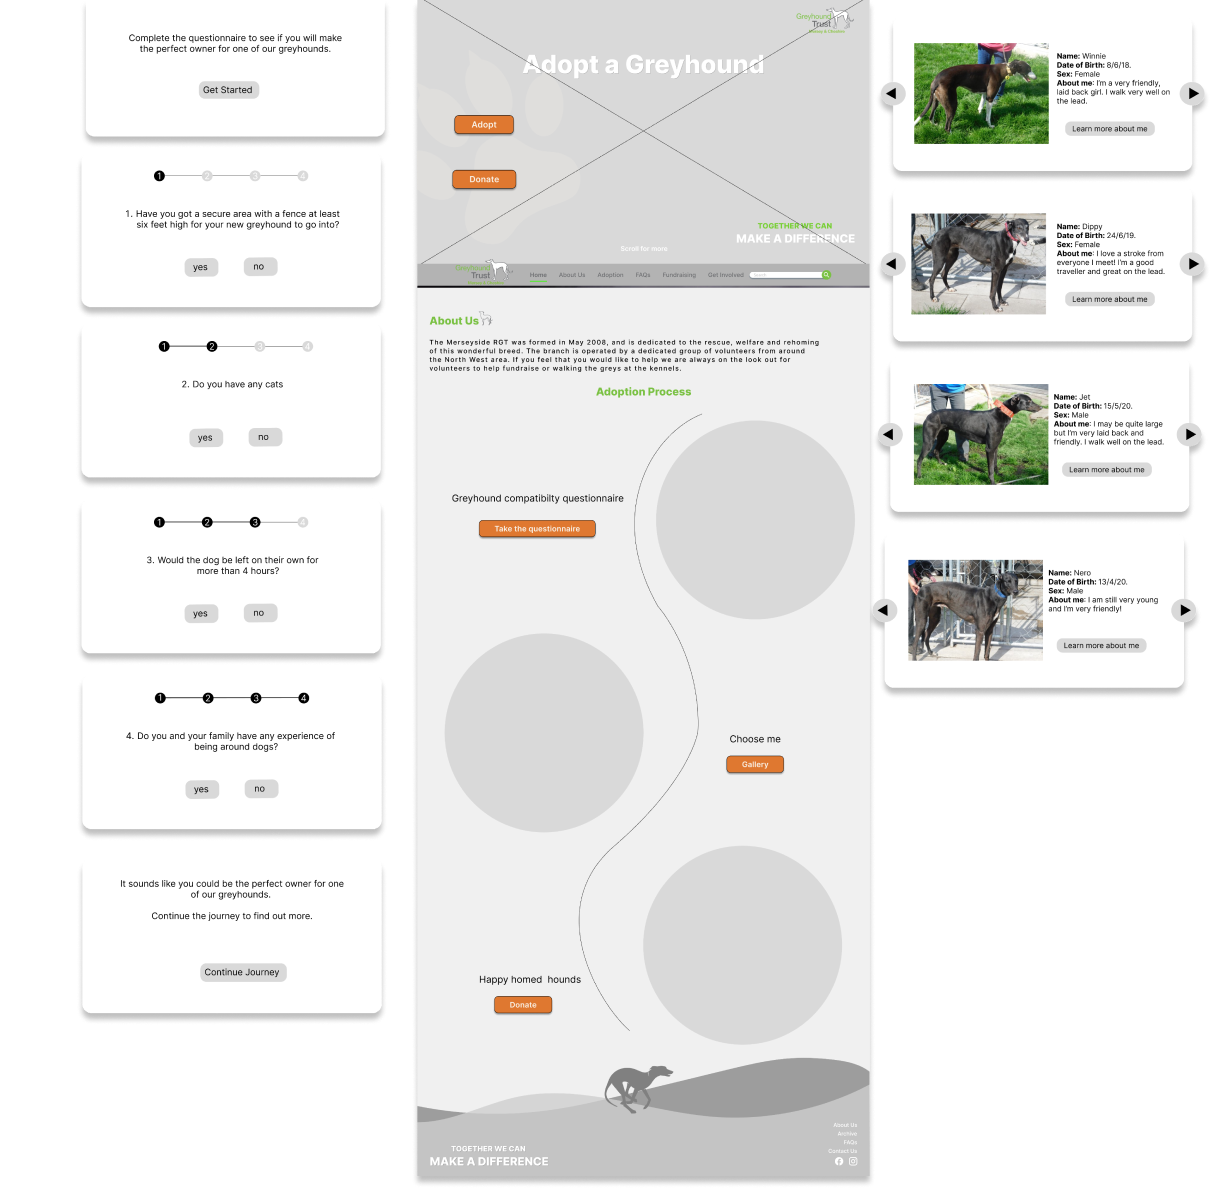 Complete the questionnaire to see if you will make
the perfect owner for one of our greyhounds.
Get Started
1 2 3 4
1. Have you got a secure area with a fence at least
six feet high for your new greyhound to go into?
yes no
1 2 3 4
2. Do you have any cats
yes no
1 2 3 4
3. Would the dog be left on their own for
more than 4 hours?
yes no
1 2 3 4
4. Do you and your family have any experience of
being around dogs?
yes no
It sounds like you could be the perfect owner for one
of our greyhounds.
Continue the journey to find out more.
Continue Journey
Greyhound
Trust
Adopt a Greyhound
Adopt
Donate
TOGETHER WE CAN
MAKE A DIFFERENCE
Scroll for more
Greyhound
Trust
Home About Us Adoption FAQs Fundraising Get Involved
About Us
The Merseyside RGT was formed in May 2008, and is dedicated to the rescue, welfare and rehoming
of this wonderful breed. The branch is operated by a dedicated group of volunteers from around
the North West area. If you feel that you would like to help we are always on the look out for
volunteers to help fundraise or walking the greys at the kennels.
Adoption Process
Greyhound compatibilty questionnaire
Take the questionnaire
Choose me
Gallery
Happy homed hounds
Donate
TOGETHER WE CAN
MAKE A DIFFERENCE
About Us
Archive
FAQs
Contact Us
Name: Winnie
Date of Birth: 8/6/18.
Sex: Female
About me: I'm a very friendly,
laid back girl. I walk very well on
the lead.
Learn more about me
Name: Dippy
Date of Birth: 24/6/19.
Sex: Female
About me: I love a stroke from
everyone I meet! I'm a good
traveller and great on the lead.
Learn more about me
Name: Jet
Date of Birth: 15/5/20.
Sex: Male
About me: I may be quite large
but I'm very laid back and
friendly. I walk well on the lead.
Learn more about me
Name: Nero
Date of Birth: 13/4/20.
Sex: Male
About me: I am still very young
and I'm very friendly!
Learn more about me